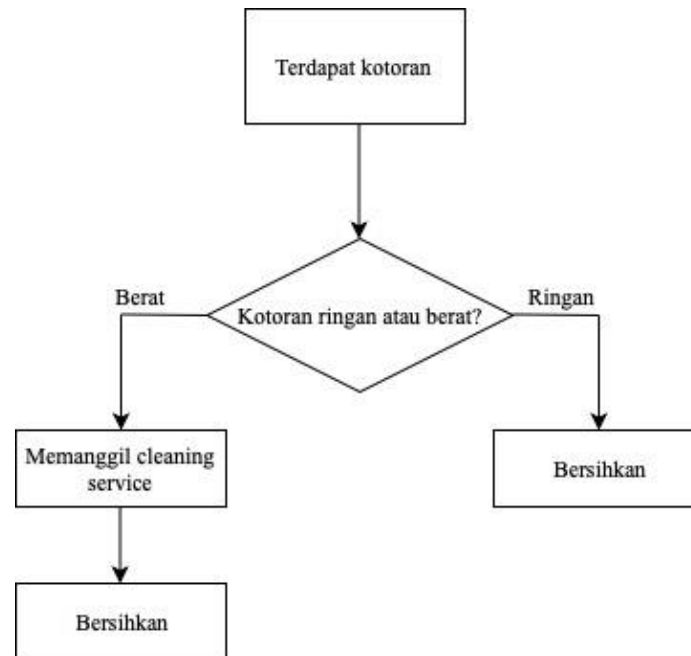 Terdapat kotoran
Berat
Kotoran ringan atau berat?
Ringan
Memanggil cleaning
service
Bersihkan
Bersihkan